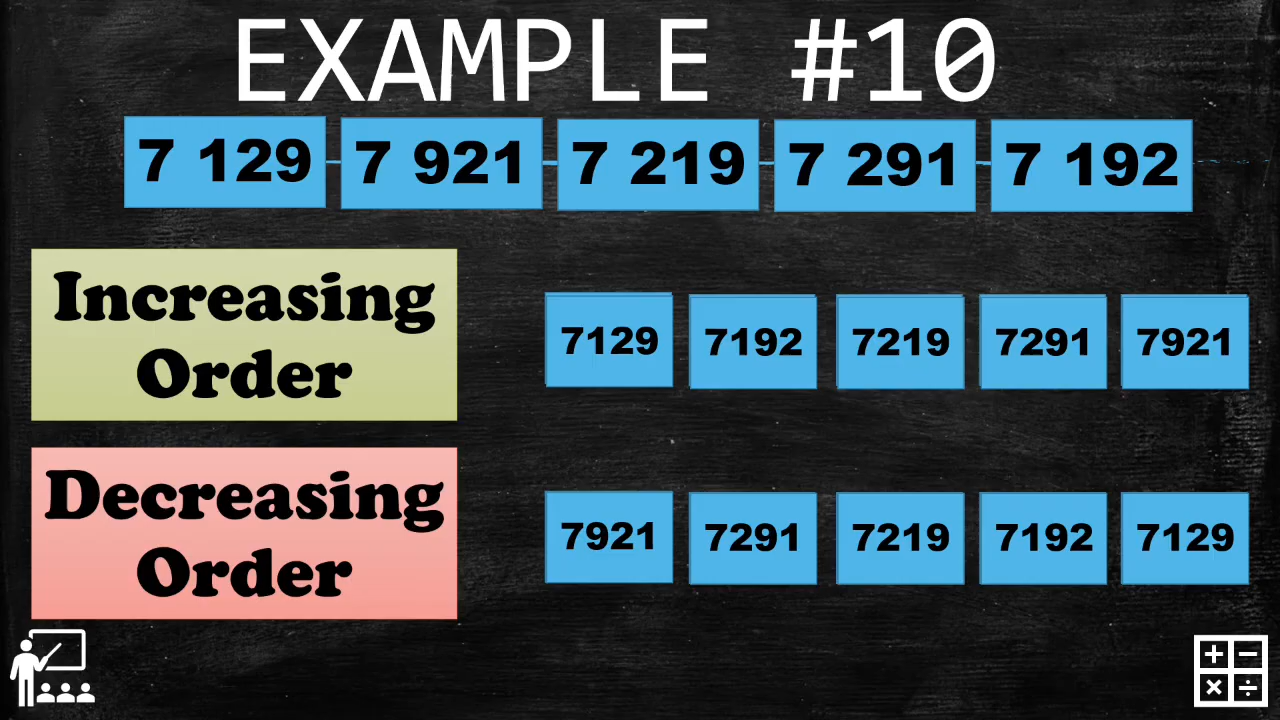 EXAMPLE #10
7 129 7 921 7 219 7 291 7 192
Increasing
Order
7129 7192 7219 7291 7921
Decreasing
Order
7921 7291 7219 7192 7129
+ −
× ÷